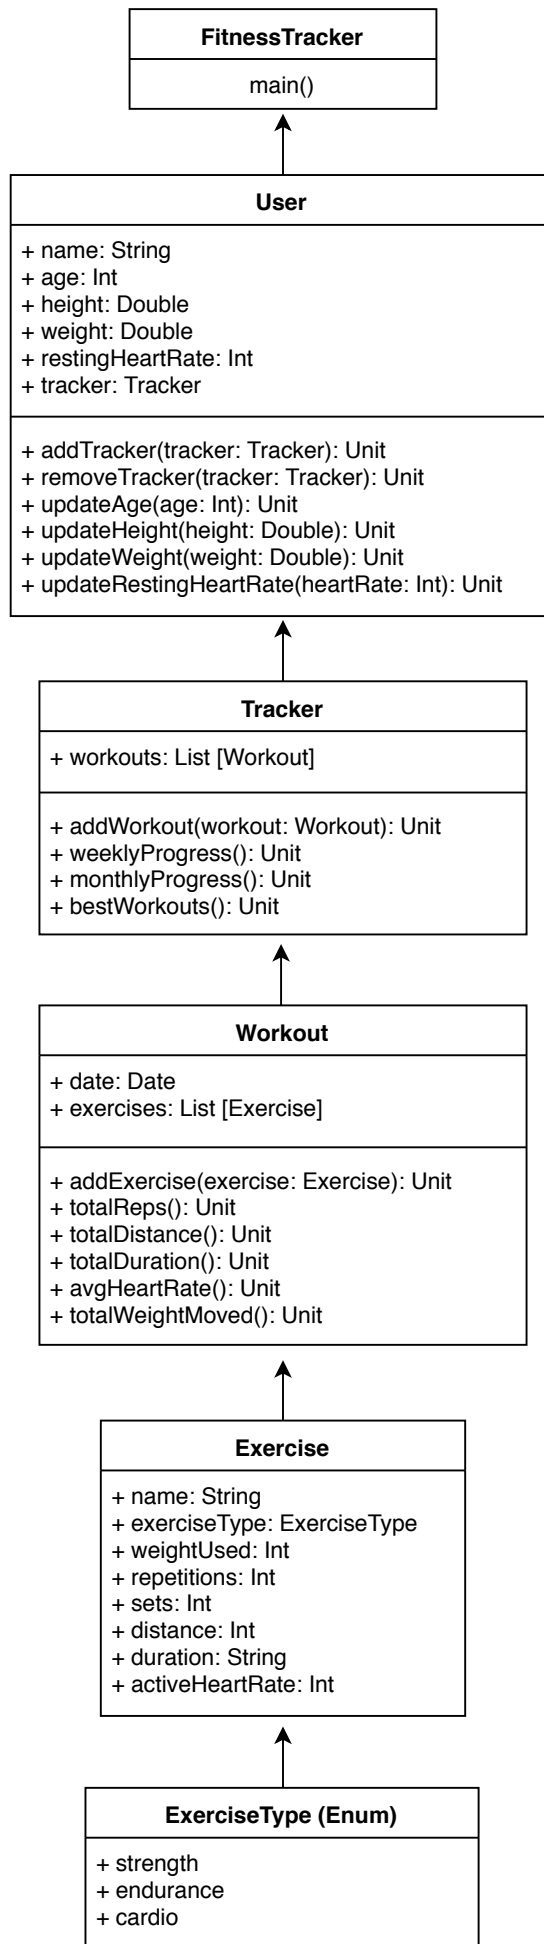 FitnessTracker
main()
User
+ name: String
+ age: Int
+ height: Double
+ weight: Double
+ restingHeartRate: Int
+ tracker: Tracker
+ addTracker(tracker: Tracker): Unit
+ removeTracker(tracker: Tracker): Unit
+ updateAge(age: Int): Unit
+ updateHeight(height: Double): Unit
+ updateWeight(weight: Double): Unit
+ updateRestingHeartRate(heartRate: Int): Unit
Tracker
+ workouts: List [Workout]
+ addWorkout(workout: Workout): Unit
+ weeklyProgress(): Unit
+ monthlyProgress(): Unit
+ bestWorkouts(): Unit
Workout
+ date: Date
+ exercises: List [Exercise]
+ addExercise(exercise: Exercise): Unit
+ totalReps(): Unit
+ totalDistance(): Unit
+ totalDuration(): Unit
+ avgHeartRate(): Unit
+ totalWeightMoved(): Unit
Exercise
+ name: String
+ exerciseType: ExerciseType
+ weightUsed: Int
+ repetitions: Int
+ sets: Int
+ distance: Int
+ duration: String
+ activeHeartRate: Int
ExerciseType (Enum)
+ strength
+ endurance
+ cardio